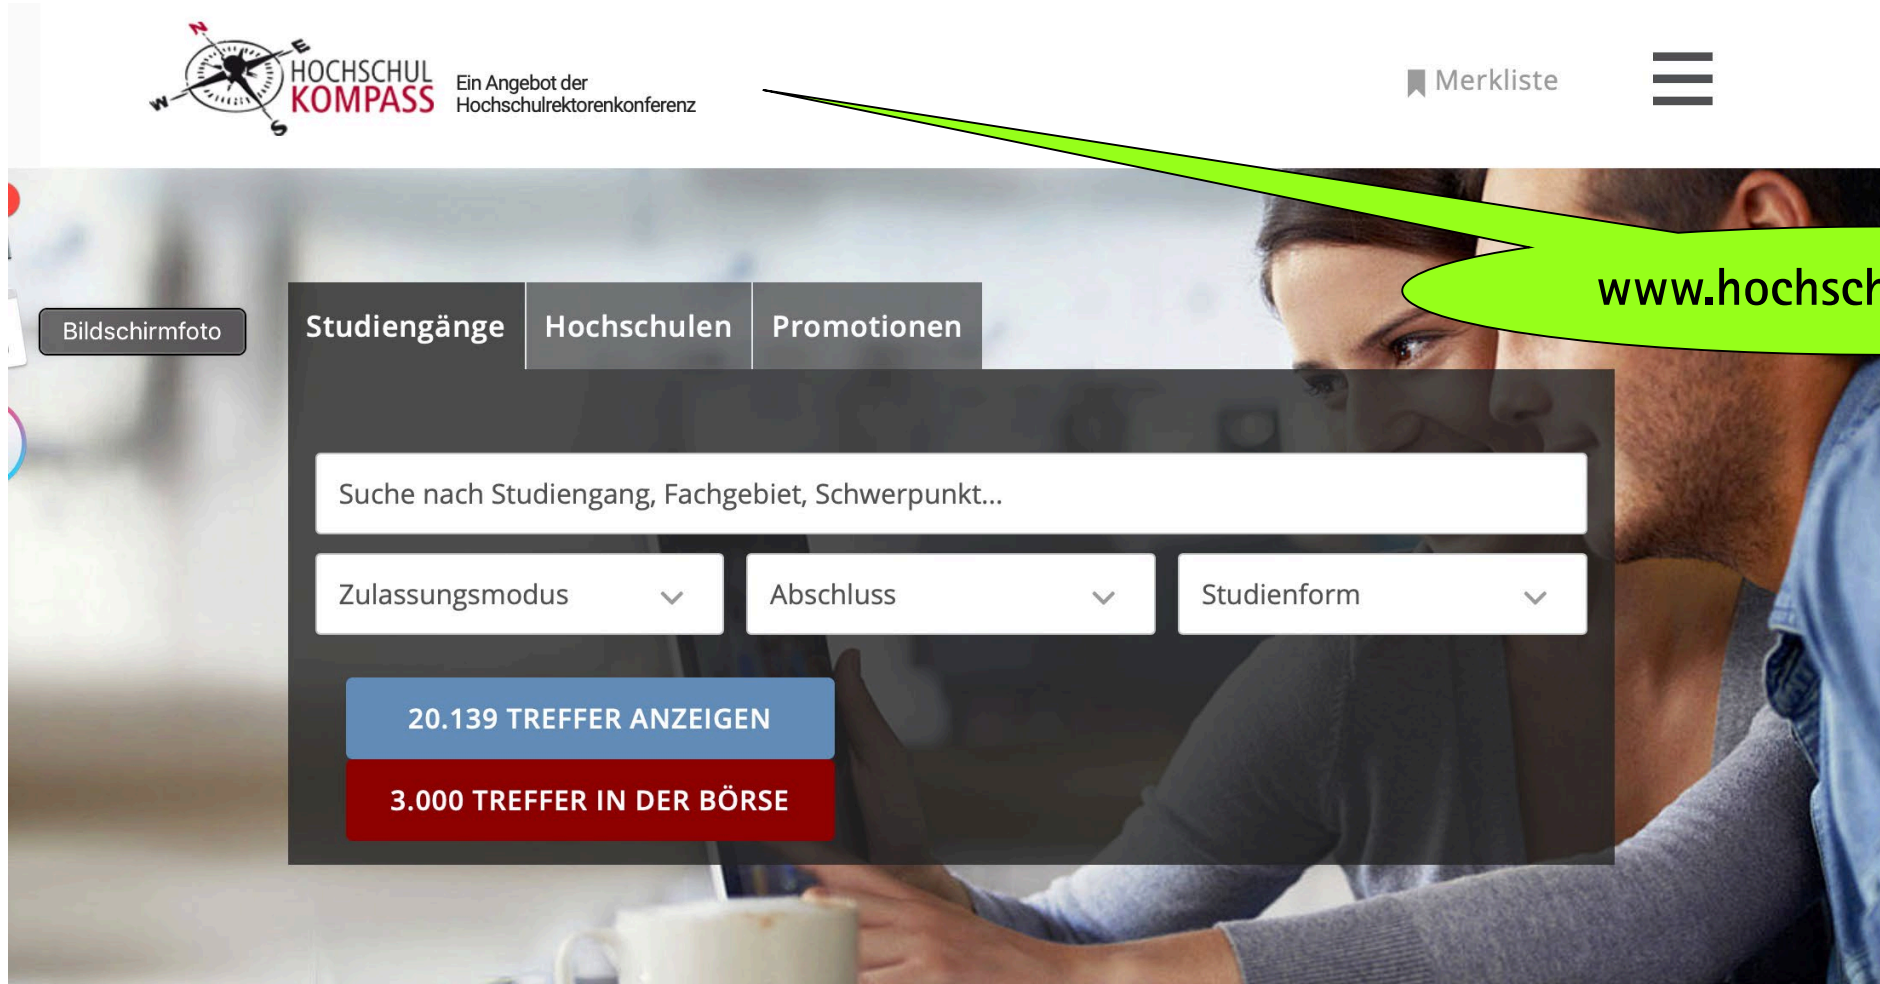 N
E
W
S
HOCHSCHUL
KOMPASS
Ein Angebot der
Hochschulrektorenkonferenz
Merkliste
www.hochsch
Bildschirmfoto
Studiengänge
Hochschulen
Promotionen
Suche nach Studiengang, Fachgebiet, Schwerpunkt...
Zulassungsmodus
Abschluss
Studienform
20.139 TREFFER ANZEIGEN
3.000 TREFFER IN DER BÖRSE